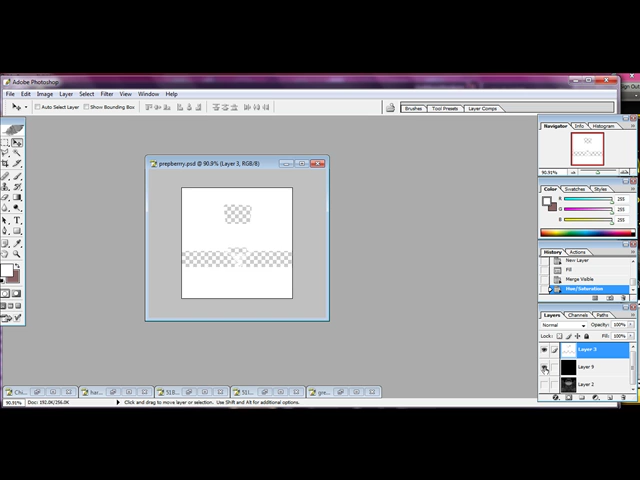 Adobe Photoshop
File Edit Image Layer Select Filter View Window Help
Auto Select Layer Show Bounding Box
Brushes Tool Presets Layer Comps
prepberry.psd @ 90.9% (Layer 3, RGB/8)
Navigator Info Histogram
90.91%
Color Swatches Styles
R 255
G 255
B 255
History Actions
New Layer
Fill
Merge Visible
Hue/Saturation
Layers Channels Paths
Normal Opacity: 100%
Lock: Fill: 100%
Layer 3
Layer 9
Layer 2
90.91% Doc: 192.0K/256.0K Click and drag to move layer or selection. Use Shift and Alt for additional options.